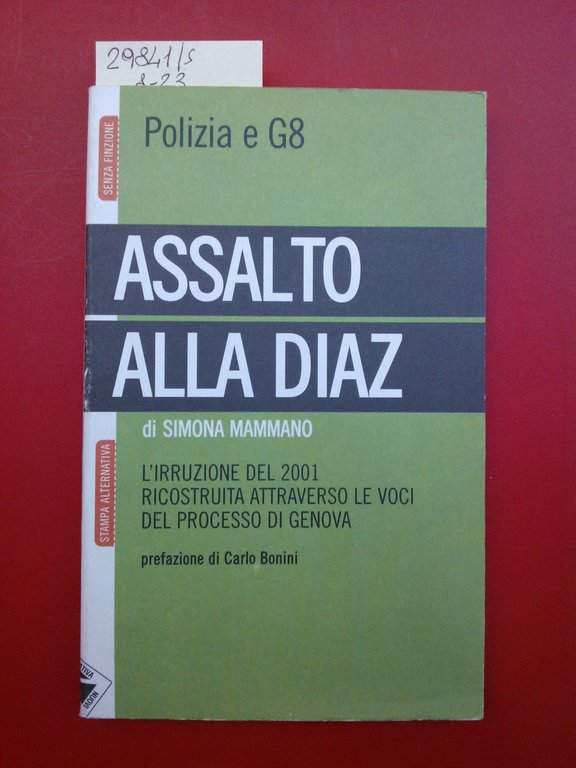 29841/s
8-23
SENZA FINZIONE
Polizia e G8
ASSALTO
ALLA DIAZ
di SIMONA MAMMANO
STAMPA ALTERNATIVA
L'IRRUZIONE DEL 2001
RICOSTRUITA ATTRAVERSO LE VOCI
DEL PROCESSO DI GENOVA
prefazione di Carlo Bonini